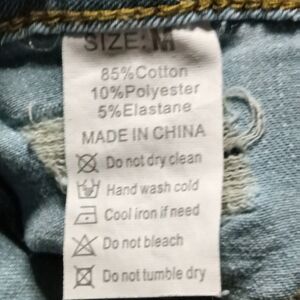 SIZE: M
85%Cotton
10%Polyester
5%Elastane
MADE IN CHINA
Do not dry clean
Hand wash cold
Cool iron if need
Do not bleach
Do not tumble dry